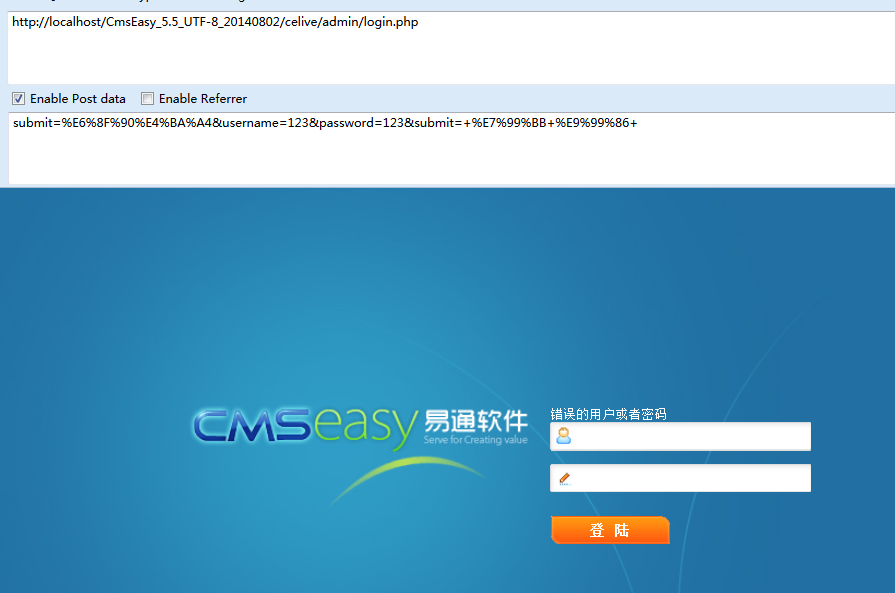 http://localhost/CmsEasy_5.5_UTF-8_20140802/celive/admin/login.php
Enable Post data Enable Referrer
submit=%E6%8F%90%E4%BA%A4&username=123&password=123&submit=+%E7%99%BB+%E9%99%86+
错误的用户或者密码
CMSeasy 易通软件
Serve for Creating value
登 陆